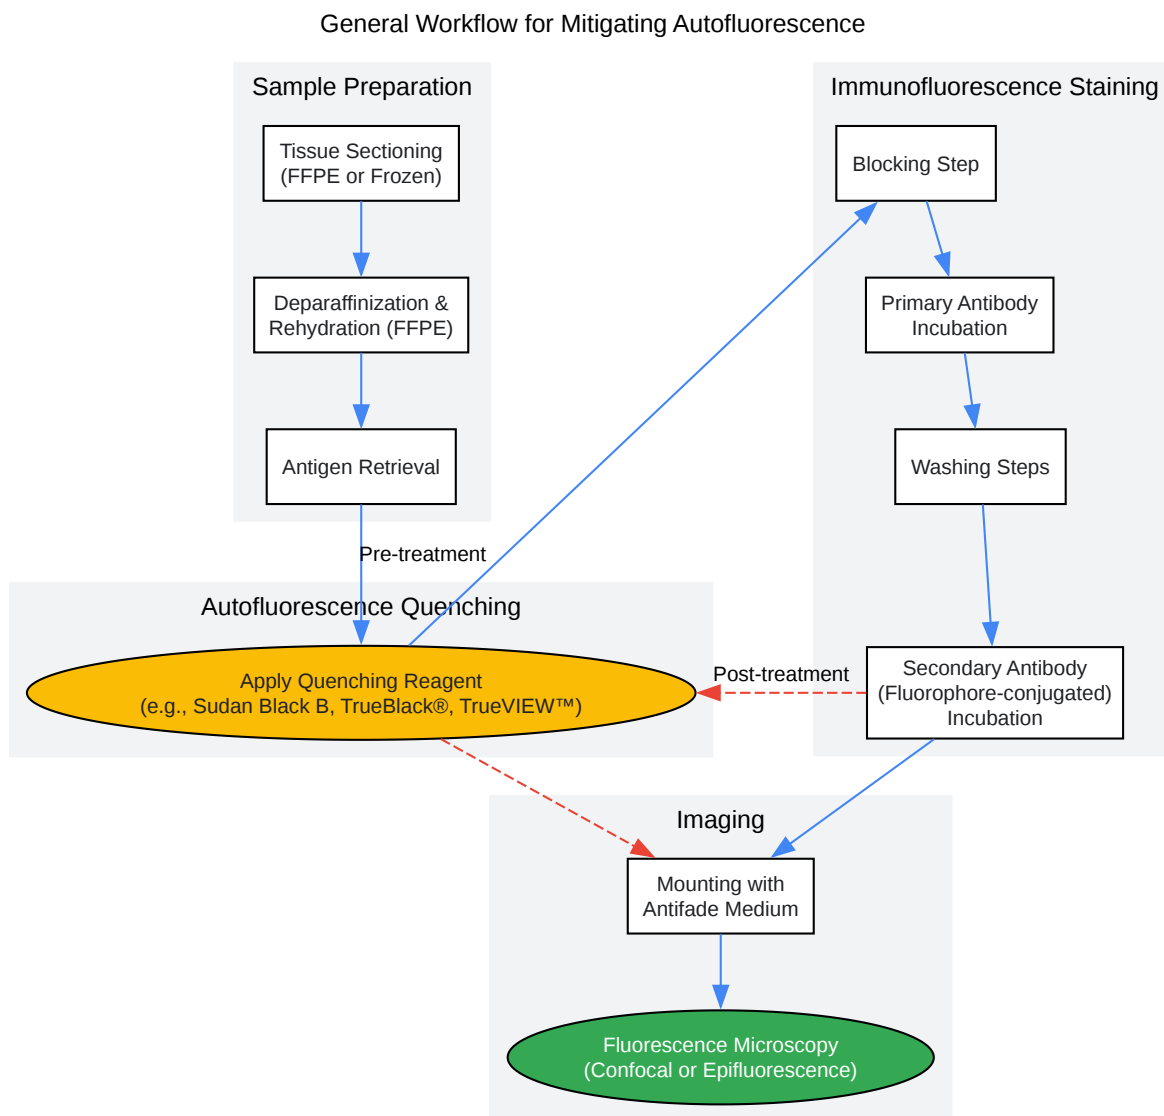 General Workflow for Mitigating Autofluorescence
Sample Preparation
Tissue Sectioning
(FFPE or Frozen)
Deparaffinization &
Rehydration (FFPE)
Antigen Retrieval
Pre-treatment
Autofluorescence Quenching
Apply Quenching Reagent
(e.g., Sudan Black B, TrueBlack®, TrueVIEW™)
Immunofluorescence Staining
Blocking Step
Primary Antibody
Incubation
Washing Steps
Secondary Antibody
(Fluorophore-conjugated)
Incubation
Post-treatment
Imaging
Mounting with
Antifade Medium
Fluorescence Microscopy
(Confocal or Epifluorescence)